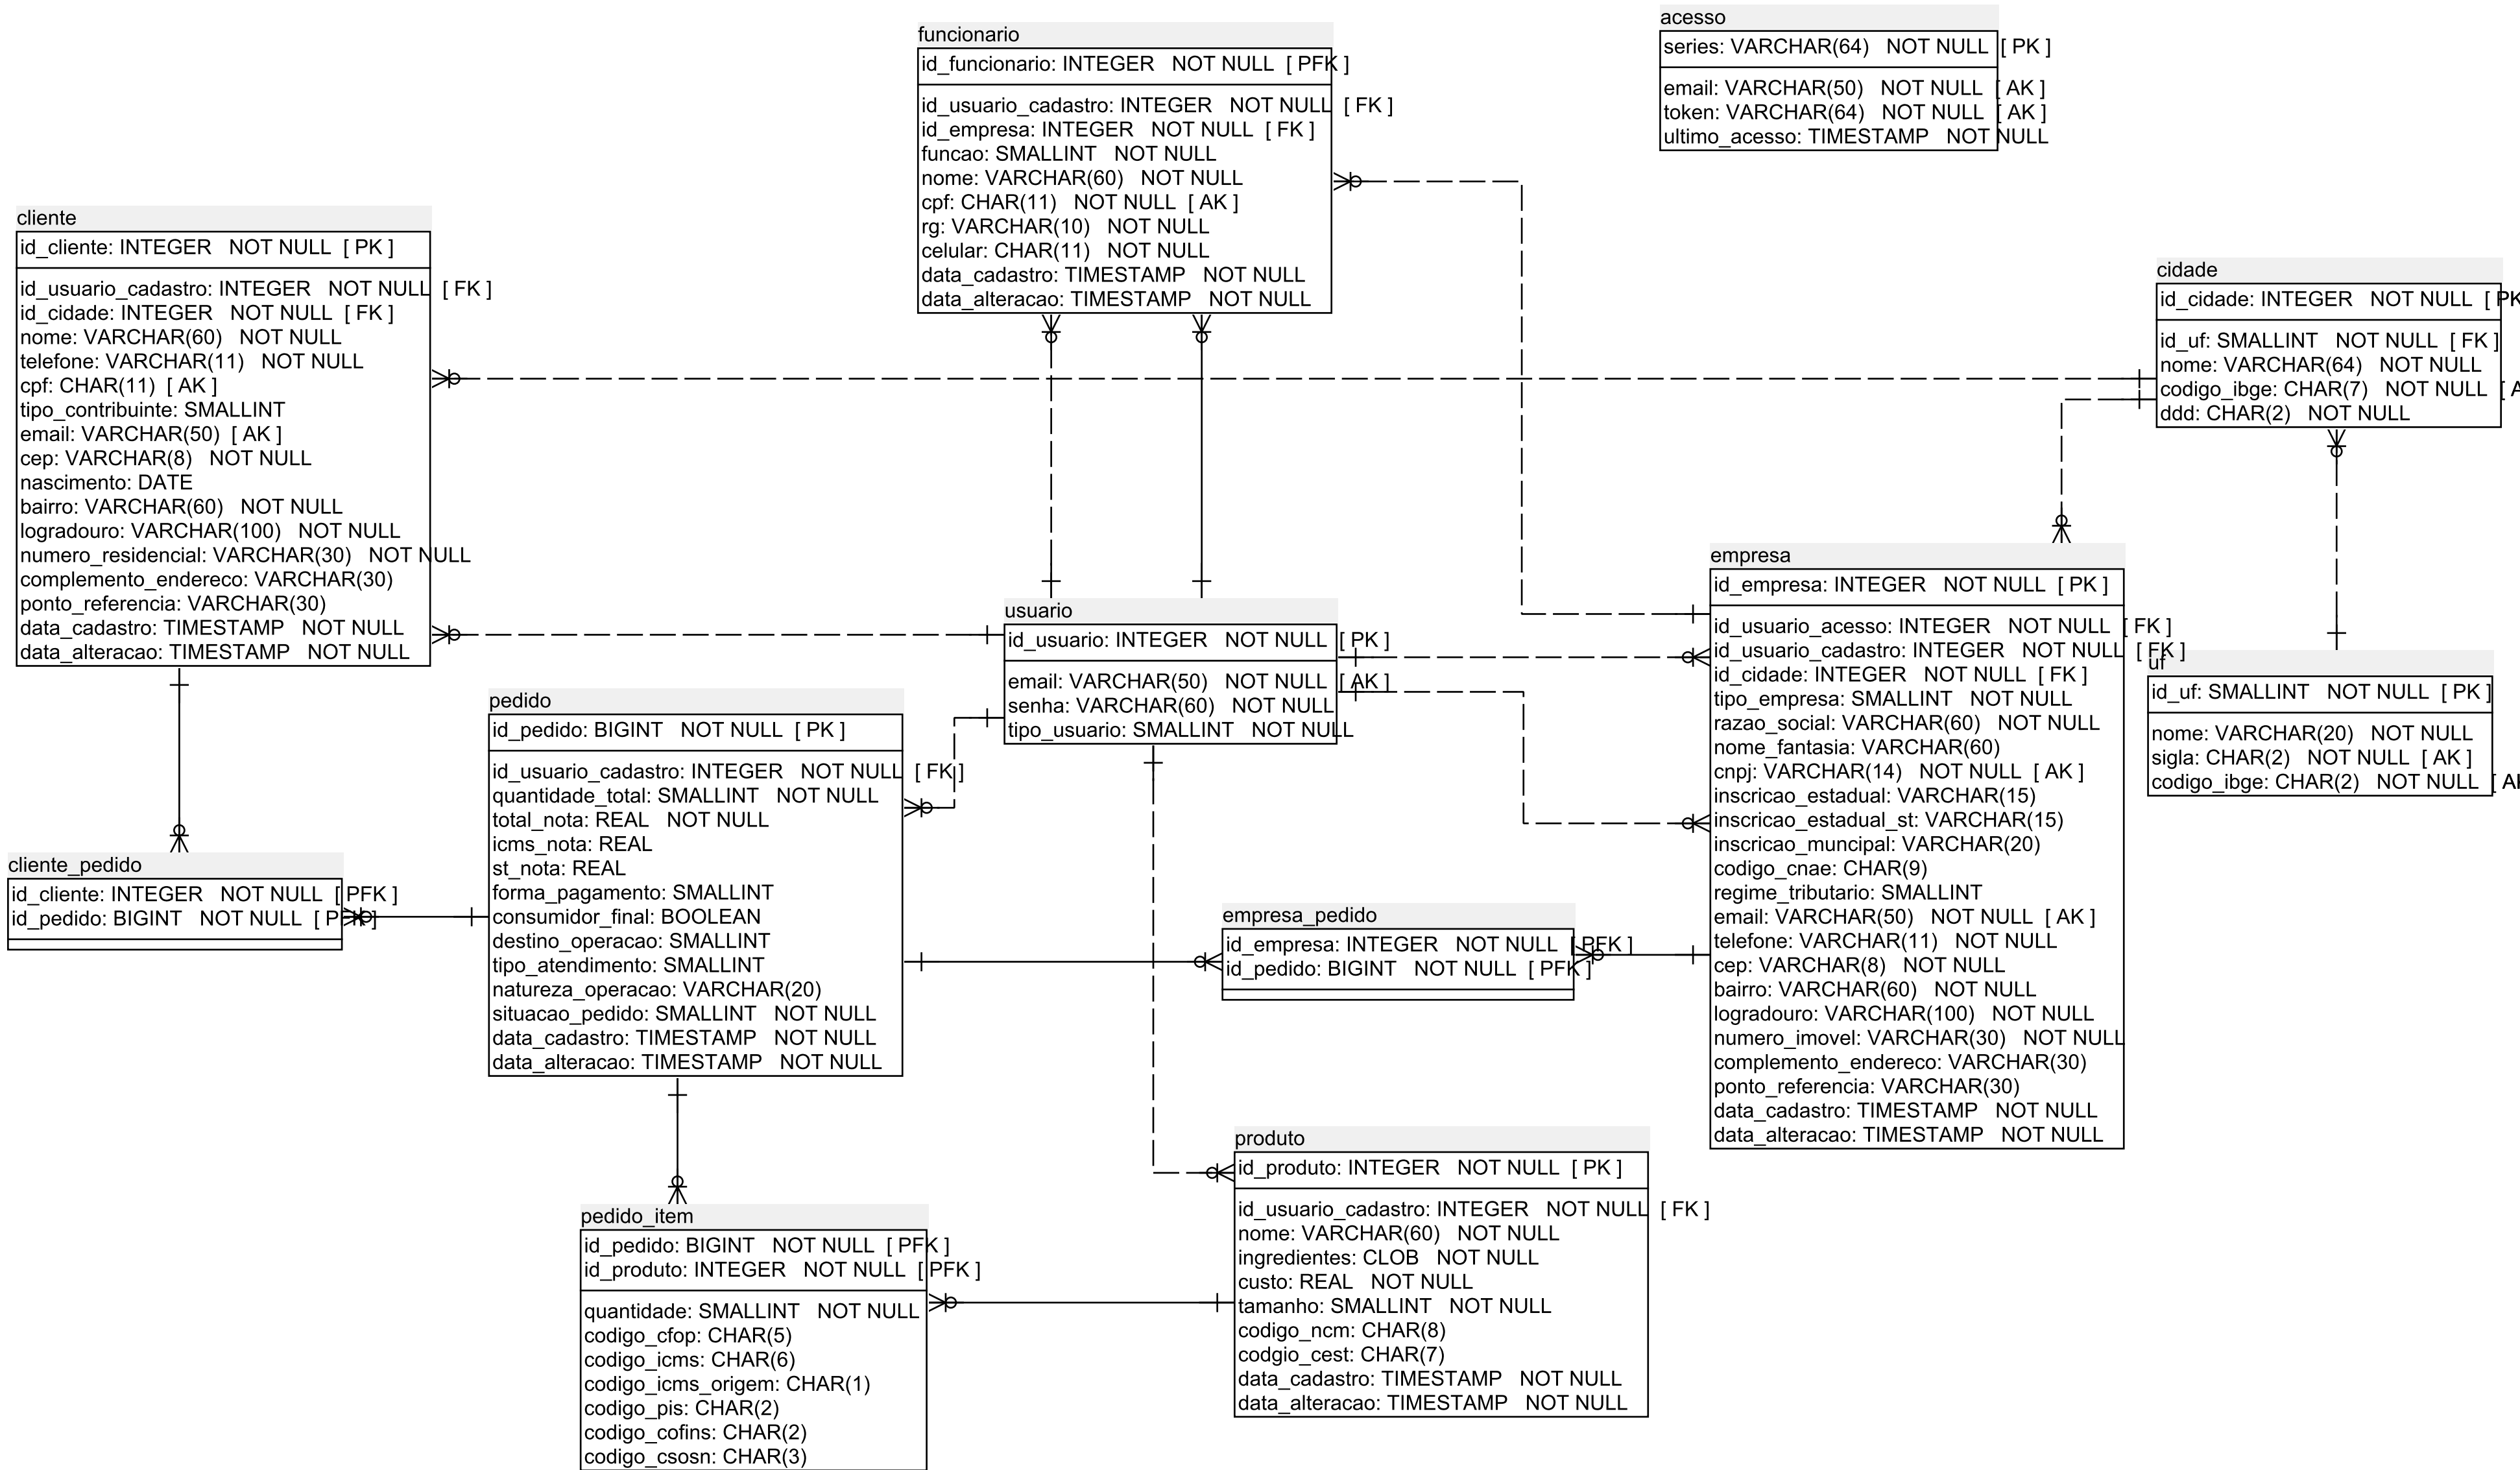 funcionario
id_funcionario: INTEGER NOT NULL [ PFK ]
id_usuario_cadastro: INTEGER NOT NULL [ FK ]
id_empresa: INTEGER NOT NULL [ FK ]
funcao: SMALLINT NOT NULL
nome: VARCHAR(60) NOT NULL
cpf: CHAR(11) NOT NULL [ AK ]
rg: VARCHAR(10) NOT NULL
celular: CHAR(11) NOT NULL
data_cadastro: TIMESTAMP NOT NULL
data_alteracao: TIMESTAMP NOT NULL
acesso
series: VARCHAR(64) NOT NULL [ PK ]
email: VARCHAR(50) NOT NULL [ AK ]
token: VARCHAR(64) NOT NULL [ AK ]
ultimo_acesso: TIMESTAMP NOT NULL
cliente
id_cliente: INTEGER NOT NULL [ PK ]
id_usuario_cadastro: INTEGER NOT NULL [ FK ]
id_cidade: INTEGER NOT NULL [ FK ]
nome: VARCHAR(60) NOT NULL
telefone: VARCHAR(11) NOT NULL
cpf: CHAR(11) [ AK ]
tipo_contribuinte: SMALLINT
email: VARCHAR(50) [ AK ]
cep: VARCHAR(8) NOT NULL
nascimento: DATE
bairro: VARCHAR(60) NOT NULL
logradouro: VARCHAR(100) NOT NULL
numero_residencial: VARCHAR(30) NOT NULL
complemento_endereco: VARCHAR(30)
ponto_referencia: VARCHAR(30)
data_cadastro: TIMESTAMP NOT NULL
data_alteracao: TIMESTAMP NOT NULL
cidade
id_cidade: INTEGER NOT NULL [ PK
id_uf: SMALLINT NOT NULL [ FK ]
nome: VARCHAR(64) NOT NULL
codigo_ibge: CHAR(7) NOT NULL [ A
ddd: CHAR(2) NOT NULL
usuario
id_usuario: INTEGER NOT NULL [ PK ]
email: VARCHAR(50) NOT NULL [ AK ]
senha: VARCHAR(60) NOT NULL
tipo_usuario: SMALLINT NOT NULL
empresa
id_empresa: INTEGER NOT NULL [ PK ]
id_usuario_acesso: INTEGER NOT NULL [ FK ]
id_usuario_cadastro: INTEGER NOT NULL [ FK ]
id_cidade: INTEGER NOT NULL [ FK ]
tipo_empresa: SMALLINT NOT NULL
razao_social: VARCHAR(60) NOT NULL
nome_fantasia: VARCHAR(60)
cnpj: VARCHAR(14) NOT NULL [ AK ]
inscricao_estadual: VARCHAR(15)
inscricao_estadual_st: VARCHAR(15)
inscricao_muncipal: VARCHAR(20)
codigo_cnae: CHAR(9)
regime_tributario: SMALLINT
email: VARCHAR(50) NOT NULL [ AK ]
telefone: VARCHAR(11) NOT NULL
cep: VARCHAR(8) NOT NULL
bairro: VARCHAR(60) NOT NULL
logradouro: VARCHAR(100) NOT NULL
numero_imovel: VARCHAR(30) NOT NULL
complemento_endereco: VARCHAR(30)
ponto_referencia: VARCHAR(30)
data_cadastro: TIMESTAMP NOT NULL
data_alteracao: TIMESTAMP NOT NULL
uf
id_uf: SMALLINT NOT NULL [ PK ]
nome: VARCHAR(20) NOT NULL
sigla: CHAR(2) NOT NULL [ AK ]
codigo_ibge: CHAR(2) NOT NULL [ AK
pedido
id_pedido: BIGINT NOT NULL [ PK ]
id_usuario_cadastro: INTEGER NOT NULL [ FK ]
quantidade_total: SMALLINT NOT NULL
total_nota: REAL NOT NULL
icms_nota: REAL
st_nota: REAL
forma_pagamento: SMALLINT
consumidor_final: BOOLEAN
destino_operacao: SMALLINT
tipo_atendimento: SMALLINT
natureza_operacao: VARCHAR(20)
situacao_pedido: SMALLINT NOT NULL
data_cadastro: TIMESTAMP NOT NULL
data_alteracao: TIMESTAMP NOT NULL
cliente_pedido
id_cliente: INTEGER NOT NULL [ PFK ]
id_pedido: BIGINT NOT NULL [ PFK ]
empresa_pedido
id_empresa: INTEGER NOT NULL [ PFK ]
id_pedido: BIGINT NOT NULL [ PFK ]
produto
id_produto: INTEGER NOT NULL [ PK ]
id_usuario_cadastro: INTEGER NOT NULL [ FK ]
nome: VARCHAR(60) NOT NULL
ingredientes: CLOB NOT NULL
custo: REAL NOT NULL
tamanho: SMALLINT NOT NULL
codigo_ncm: CHAR(8)
codgio_cest: CHAR(7)
data_cadastro: TIMESTAMP NOT NULL
data_alteracao: TIMESTAMP NOT NULL
pedido_item
id_pedido: BIGINT NOT NULL [ PFK ]
id_produto: INTEGER NOT NULL [ PFK ]
quantidade: SMALLINT NOT NULL
codigo_cfop: CHAR(5)
codigo_icms: CHAR(6)
codigo_icms_origem: CHAR(1)
codigo_pis: CHAR(2)
codigo_cofins: CHAR(2)
codigo_csosn: CHAR(3)